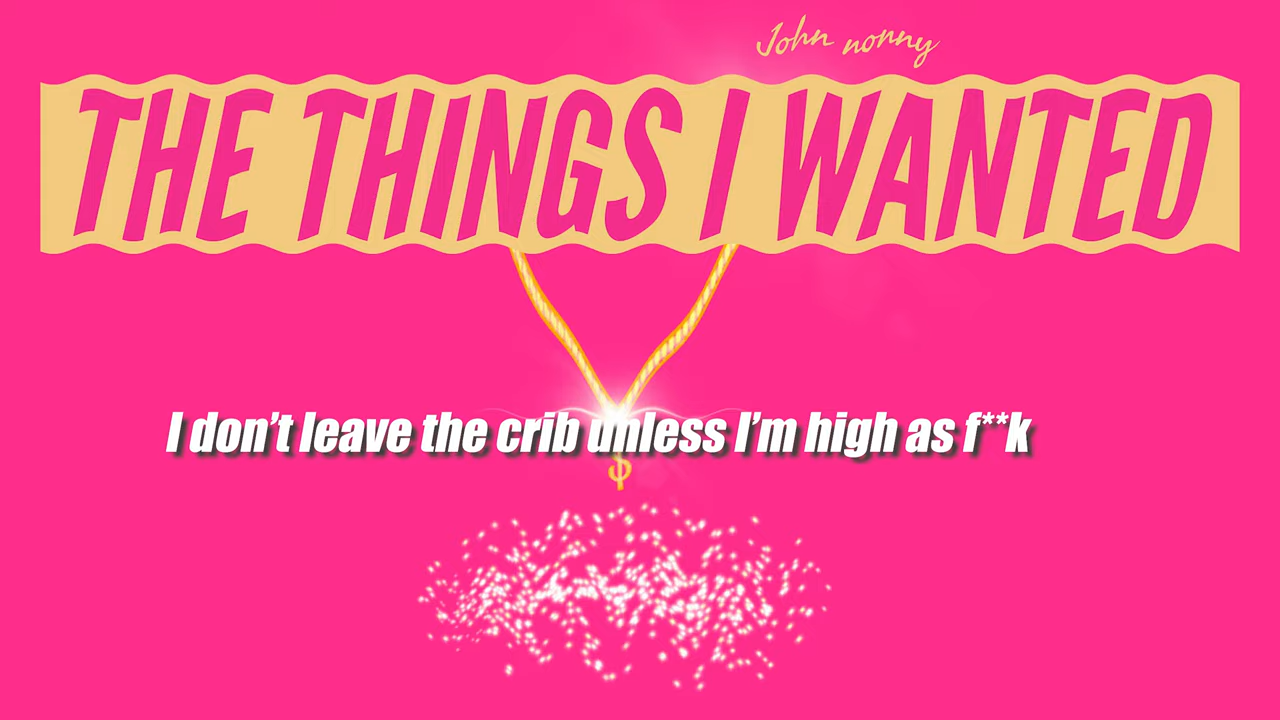 John nonny
THE THINGS I WANTED
I don't leave the crib unless I'm high as f**k